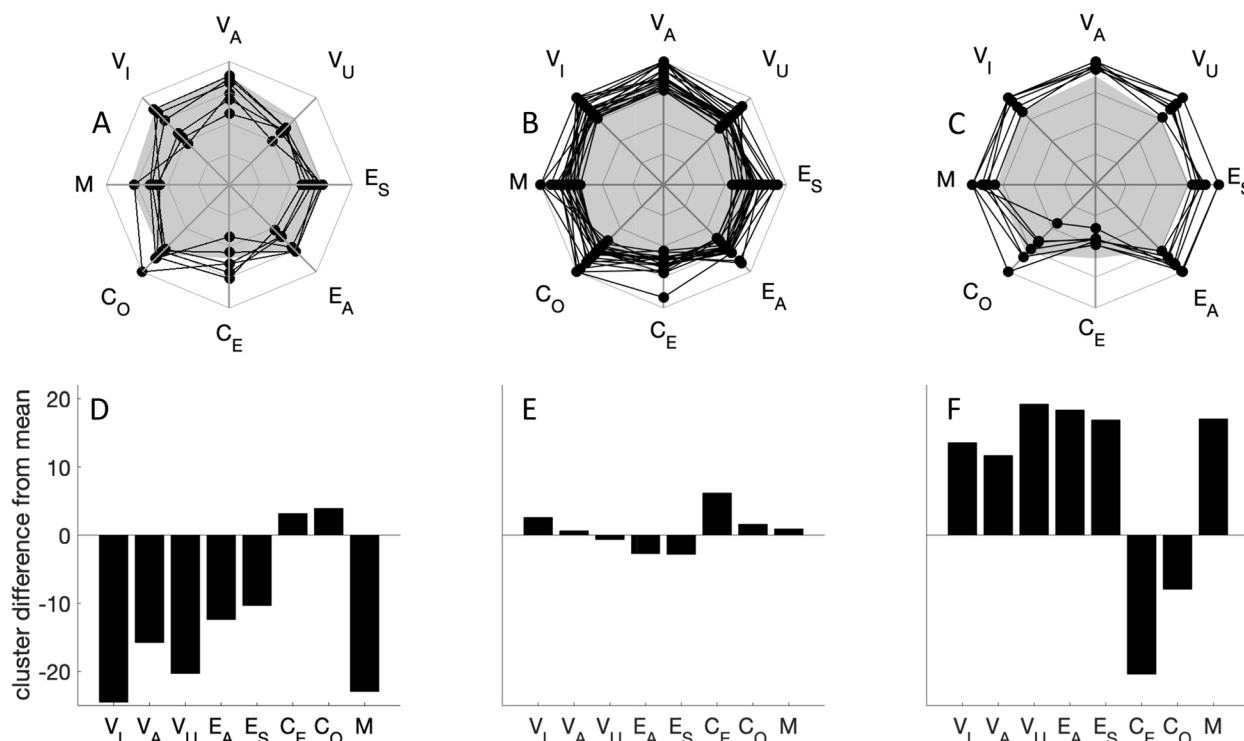 A
V_A
V_U
E_S
E_A
C_E
C_O
M
V_I
B
V_A
V_U
E_S
E_A
C_E
C_O
M
V_I
C
V_A
V_U
E_S
E_A
C_E
C_O
M
V_I
cluster difference from mean
20
10
0
-10
-20
D
V_I V_A V_U E_A E_S C_E C_O M
E
V_I V_A V_U E_A E_S C_E C_O M
F
V_I V_A V_U E_A E_S C_E C_O M